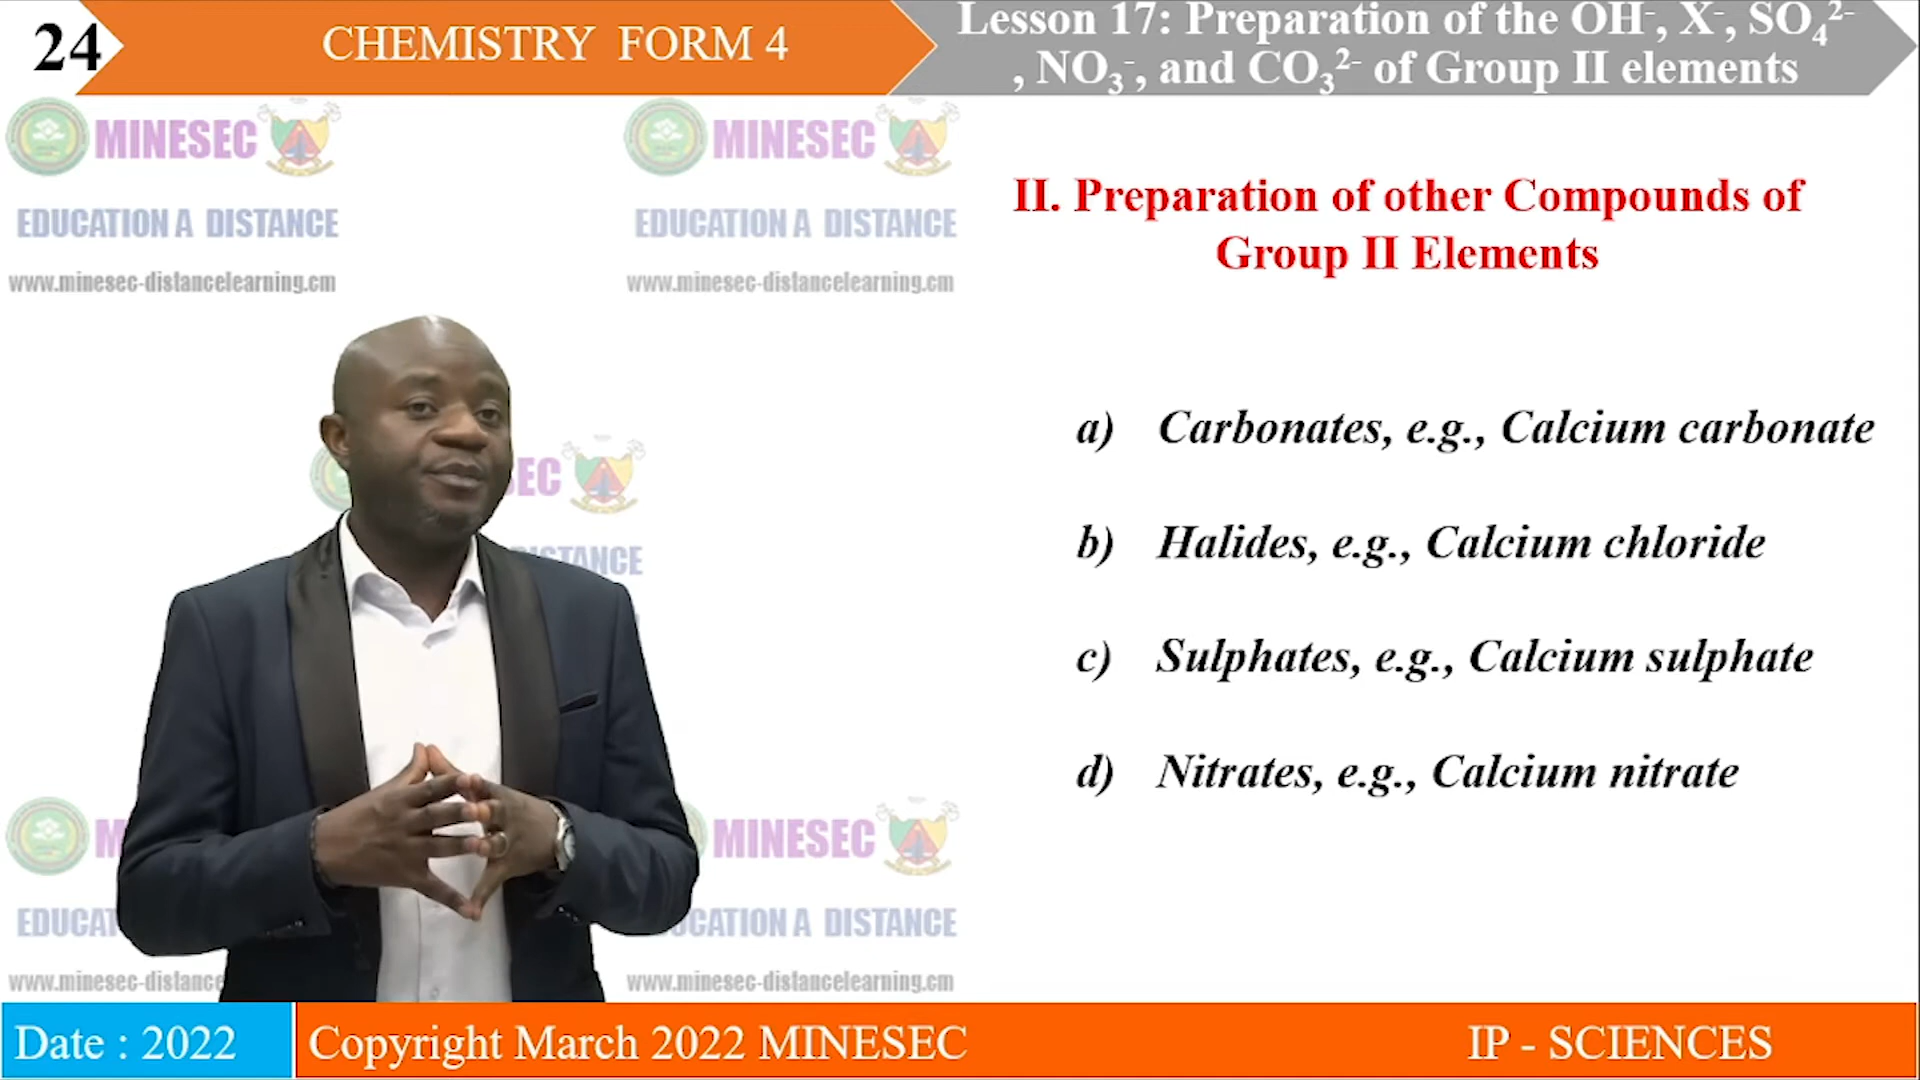 24
CHEMISTRY FORM 4
Lesson 17: Preparation of the OH⁻, X⁻, SO₄²⁻
, NO₃⁻, and CO₃²⁻ of Group II elements
MINESEC
EDUCATION A DISTANCE
www.minesec-distancelearning.cm
MINESEC
EDUCATION A DISTANCE
www.minesec-distancelearning.cm
II. Preparation of other Compounds of
Group II Elements
a) Carbonates, e.g., Calcium carbonate
b) Halides, e.g., Calcium chloride
c) Sulphates, e.g., Calcium sulphate
d) Nitrates, e.g., Calcium nitrate
MINESEC
CATION A DISTANCE
www.minesec-distancelearning.cm
Date : 2022
Copyright March 2022 MINESEC
IP - SCIENCES